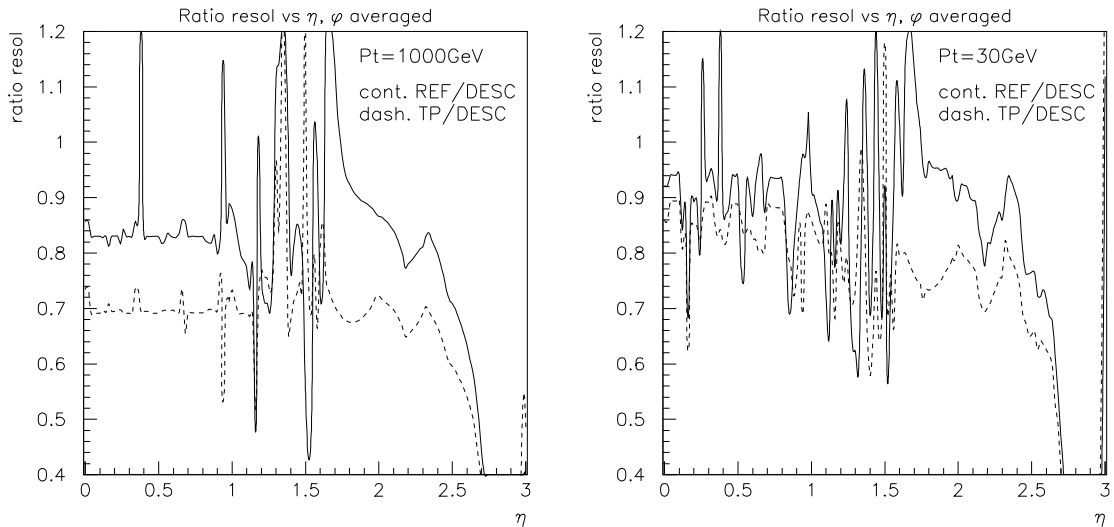 Ratio resol vs η, φ averaged
ratio resol
1.2
1.1
1
0.9
0.8
0.7
0.6
0.5
0.4
Pt=1000GeV
cont. REF/DESC
dash. TP/DESC
0
0.5
1
1.5
2
2.5
3
η
Ratio resol vs η, φ averaged
ratio resol
1.2
1.1
1
0.9
0.8
0.7
0.6
0.5
0.4
Pt=30GeV
cont. REF/DESC
dash. TP/DESC
0
0.5
1
1.5
2
2.5
3
η